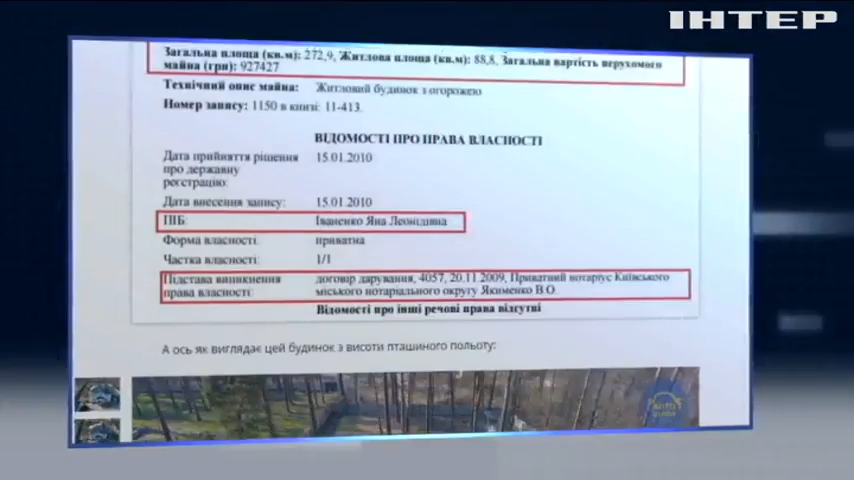 ІНТЕР
Загальна площа (кв.м): 272,9, Житлова площа (кв.м): 88,8, Загальна вартість нерухомого
майна (грн): 927427
Технічний опис майна: Житловий будинок з огорожею
Номер запису: 1150 в книзі: 11-413
ВІДОМОСТІ ПРО ПРАВА ВЛАСНОСТІ
Дата прийняття рішення 15.01.2010
про державну
реєстрацію:
Дата внесення запису: 15.01.2010
ПІБ: Іваненко Яна Леонідівна
Форма власності: приватна
Частка власності: 1/1
Підстава виникнення договір дарування, 4057, 20.11.2009, Приватний нотаріус Київського
права власності: міського нотаріального округу Якименко В.О.
Відомості про інші речові права відсутні
А ось як виглядає цей будинок з висоти пташиного польоту: